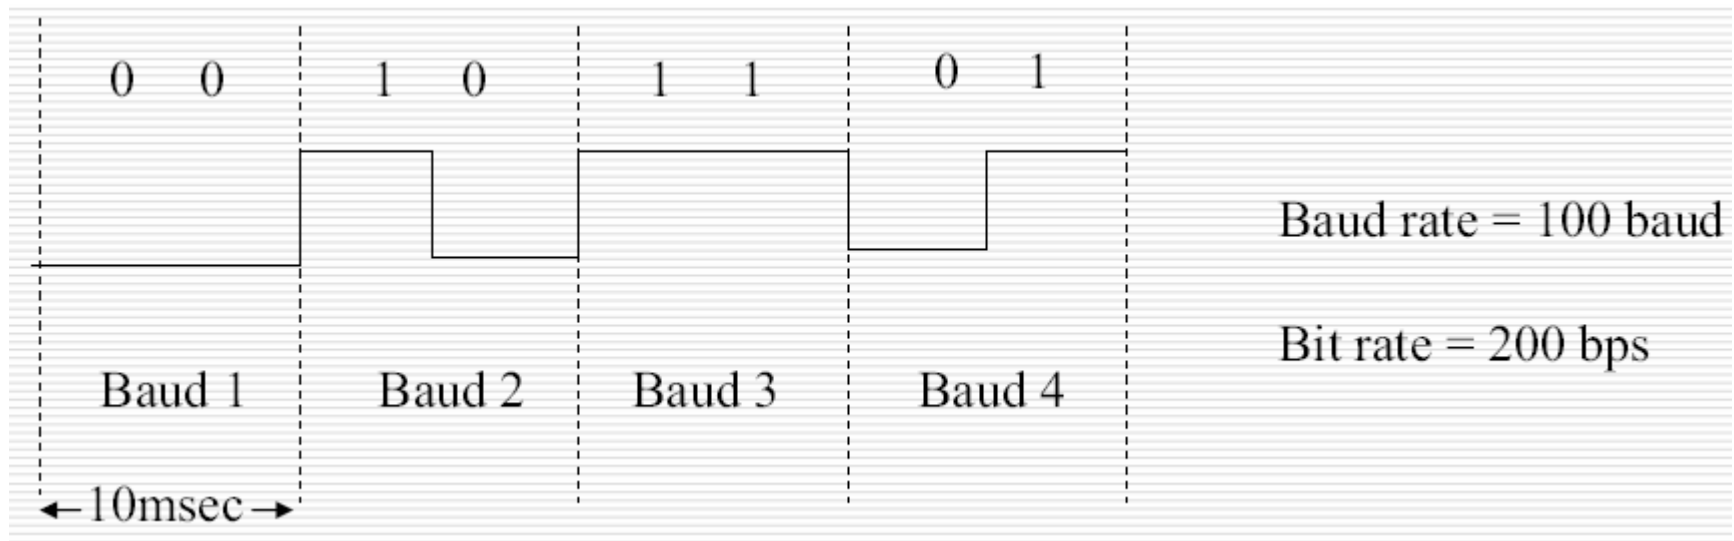 0 0 1 0 1 1 0 1
Baud rate = 100 baud
Bit rate = 200 bps
Baud 1 Baud 2 Baud 3 Baud 4
10msec